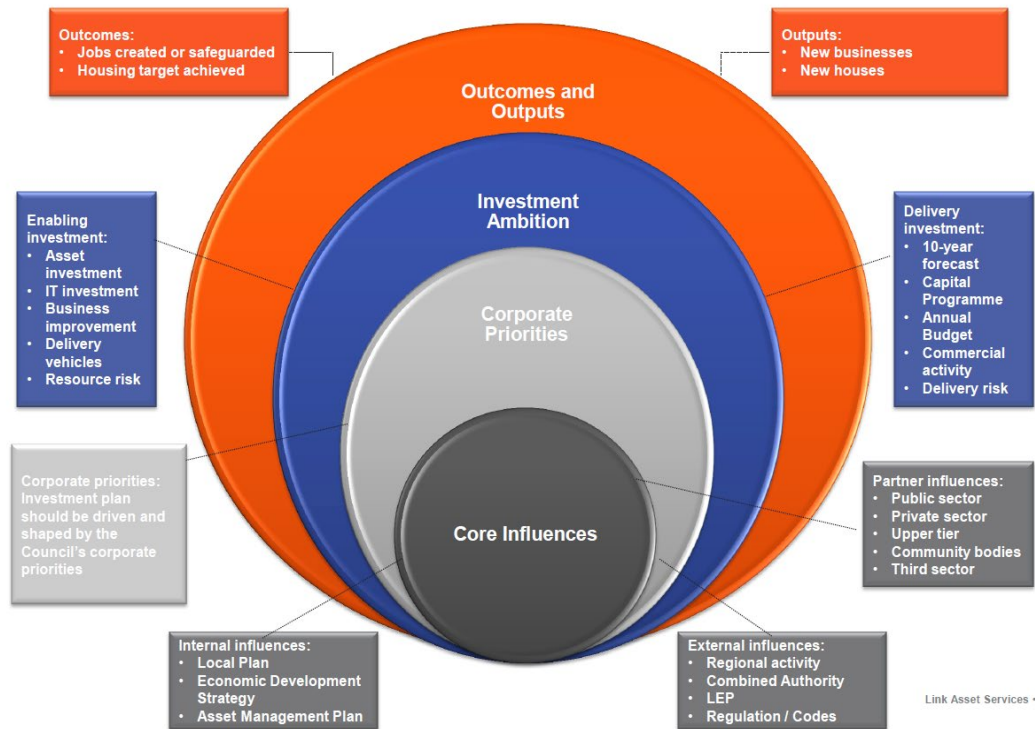 Outcomes:
• Jobs created or safeguarded
• Housing target achieved
Outputs:
• New businesses
• New houses
Outcomes and
Outputs
Investment
Ambition
Enabling
investment:
• Asset
investment
• IT investment
• Business
improvement
• Delivery
vehicles
• Resource risk
Delivery
investment:
• 10-year
forecast
• Capital
Programme
• Annual
Budget
• Commercial
activity
• Delivery risk
Corporate
Priorities
Corporate priorities:
Investment plan
should be driven and
shaped by the
Council's corporate
priorities
Partner influences:
• Public sector
• Private sector
• Upper tier
• Community bodies
• Third sector
Core Influences
Internal influences:
• Local Plan
• Economic Development
Strategy
• Asset Management Plan
External influences:
• Regional activity
• Combined Authority
• LEP
• Regulation / Codes
Link Asset Services •